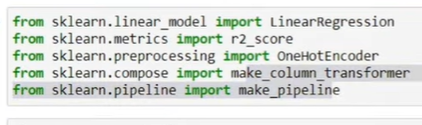 from sklearn.linear_model import LinearRegression
from sklearn.metrics import r2_score
from sklearn.preprocessing import OneHotEncoder
from sklearn.compose import make_column_transformer
from sklearn.pipeline import make_pipeline